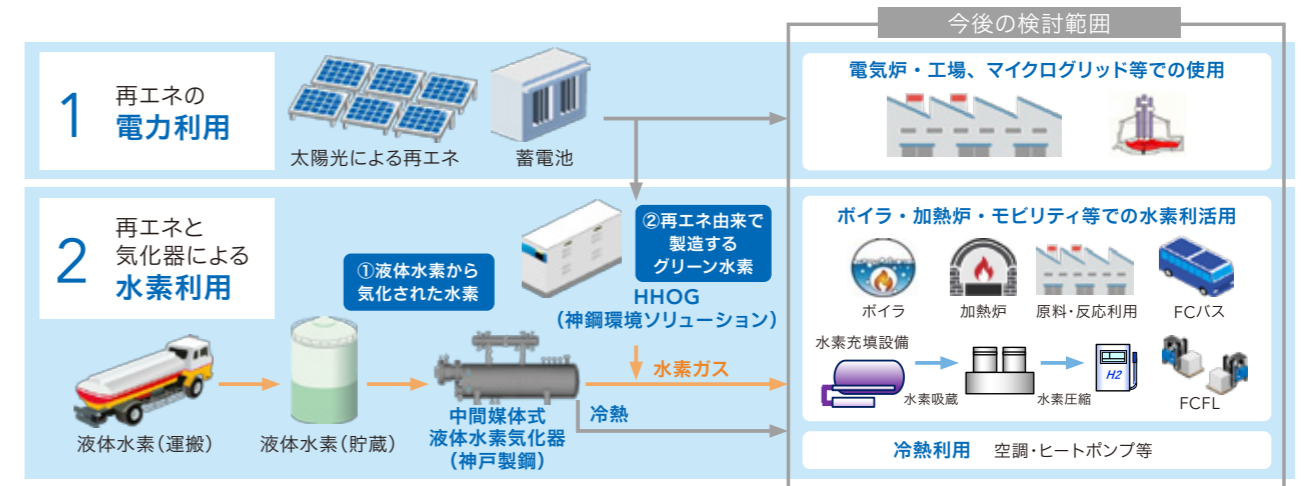 今後の検討範囲
1
再エネの
電力利用
太陽光による再エネ
蓄電池
電気炉・工場、マイクログリッド等での使用
2
再エネと
気化器による
水素利用
①液体水素から
気化された水素
②再エネ由来で
製造する
グリーン水素
HHOG
（神鋼環境ソリューション）
水素ガス
冷熱
液体水素（運搬）
液体水素（貯蔵）
中間媒体式
液体水素気化器
（神戸製鋼）
ボイラ・加熱炉・モビリティ等での水素利活用
ボイラ
加熱炉
原料・反応利用
FCバス
水素充填設備
水素吸蔵
水素圧縮
H2
FCFL
冷熱利用 空調・ヒートポンプ等